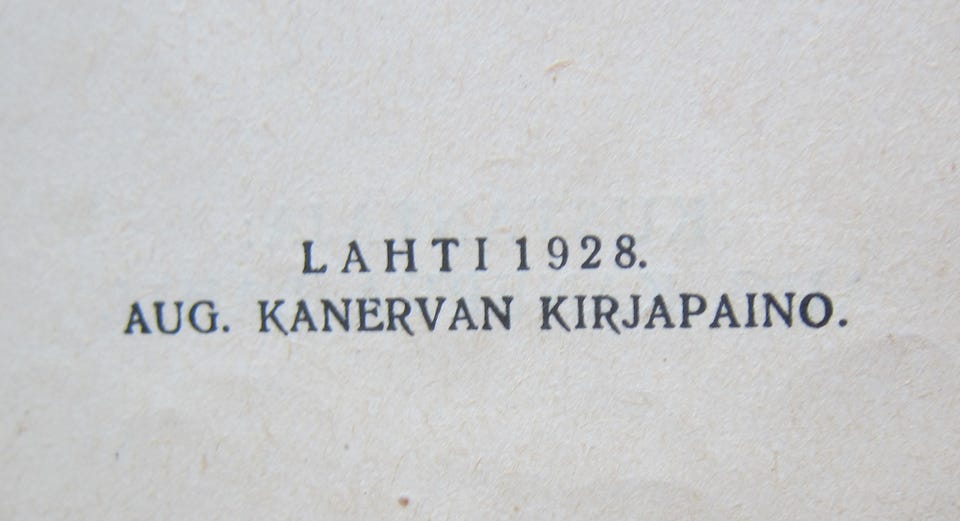 LAHTI 1928.
AUG. KANERVAN KIRJAPAINO.